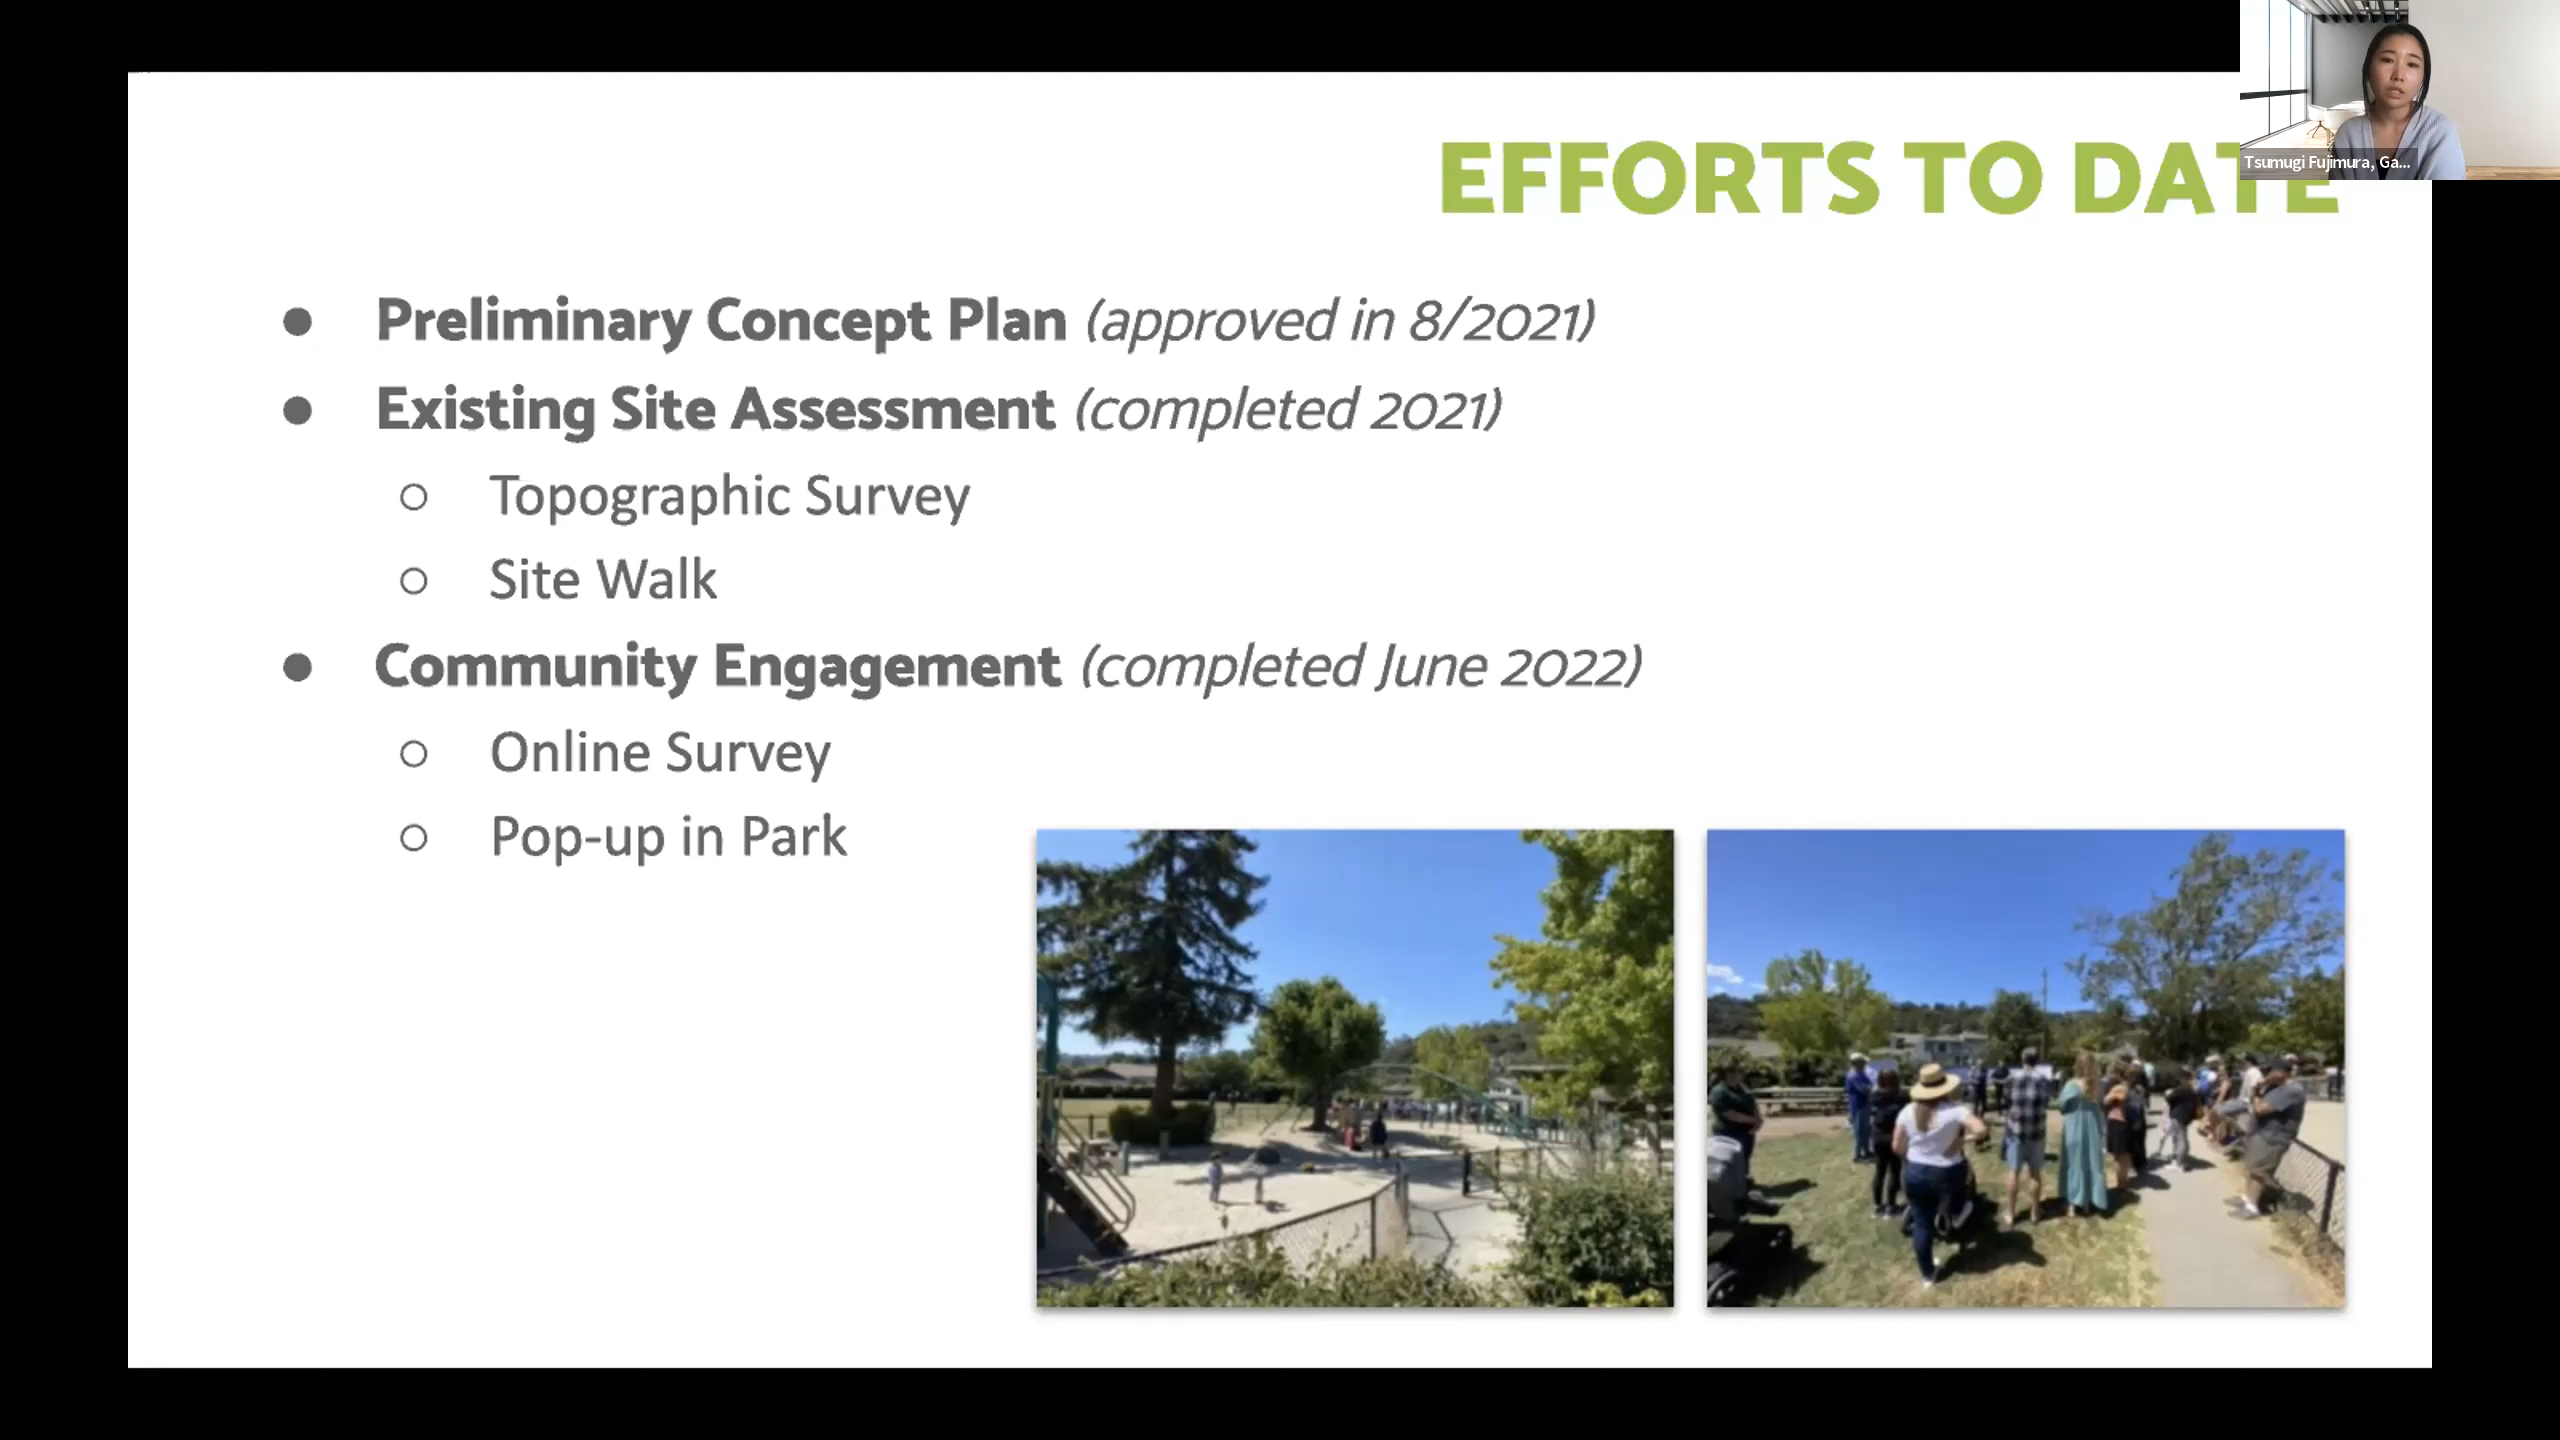 EFFORTS TO DATE
Tsumugi Fujimura, Ga...
● Preliminary Concept Plan (approved in 8/2021)
● Existing Site Assessment (completed 2021)
○ Topographic Survey
○ Site Walk
● Community Engagement (completed June 2022)
○ Online Survey
○ Pop-up in Park